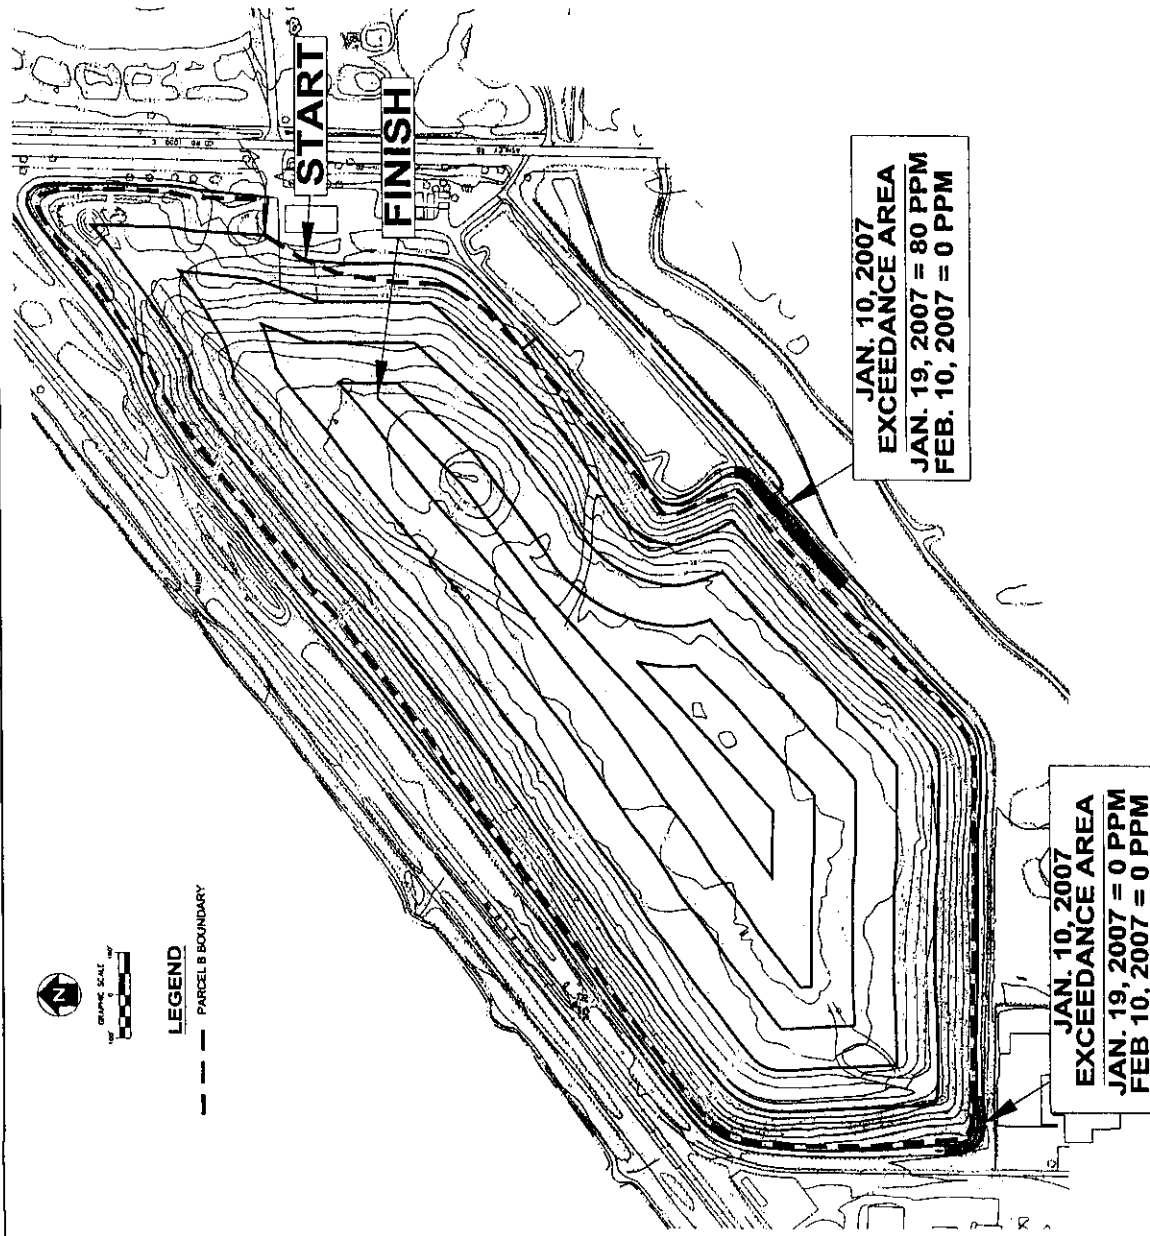 START
FINISH
JAN. 10, 2007
EXCEEDANCE AREA
JAN. 19, 2007 = 80 PPM
FEB. 10, 2007 = 0 PPM
JAN. 10, 2007
EXCEEDANCE AREA
JAN. 19, 2007 = 0 PPM
FEB 10, 2007 = 0 PPM
N
GRAPHIC SCALE
LEGEND
PARCEL B BOUNDARY